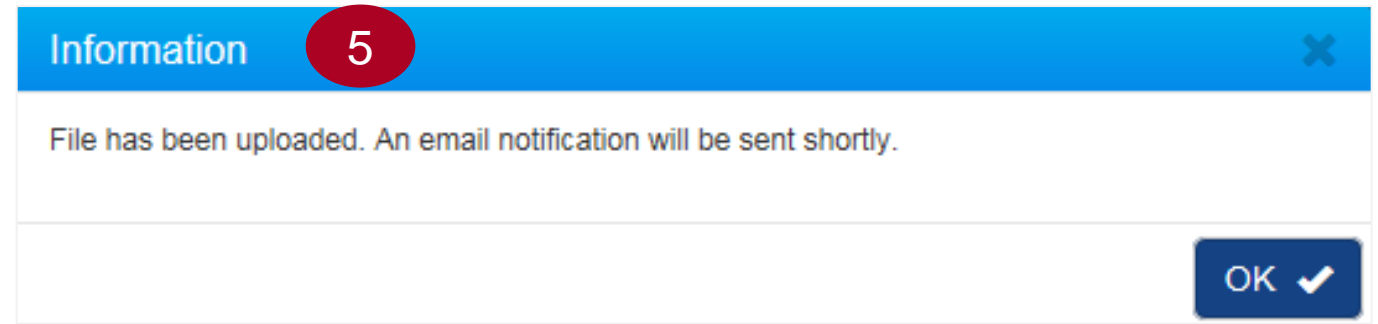 Information 5
File has been uploaded. An email notification will be sent shortly.
OK